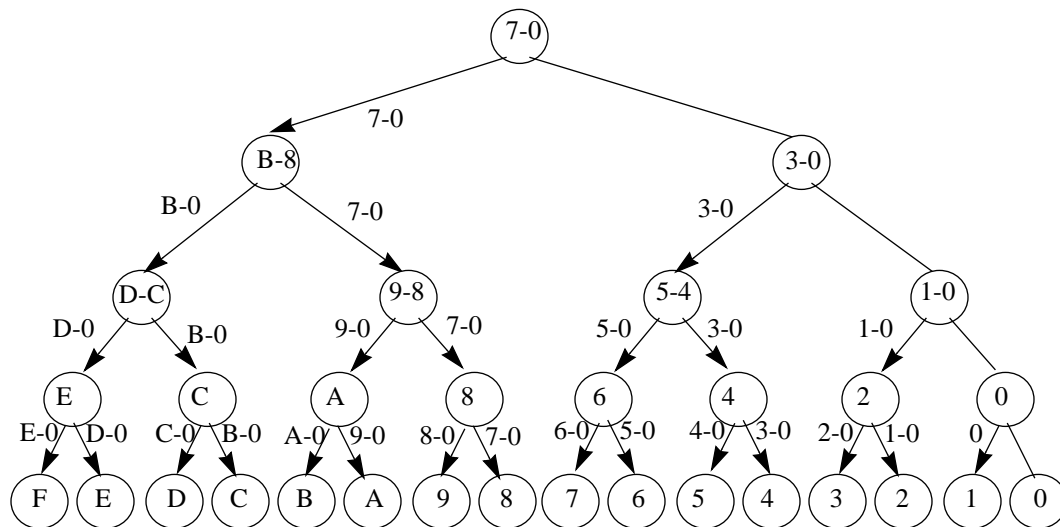 7-0
7-0
B-8 3-0
B-0 7-0 3-0
D-C 9-8 5-4 1-0
D-0 B-0 9-0 7-0 5-0 3-0 1-0
E C A 8 6 4 2 0
E-0 D-0 C-0 B-0 A-0 9-0 8-0 7-0 6-0 5-0 4-0 3-0 2-0 1-0 0
F E D C B A 9 8 7 6 5 4 3 2 1 0